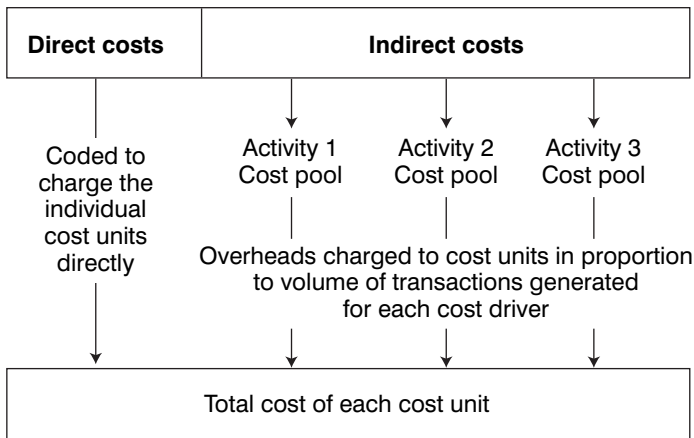 Direct costs
Indirect costs
Coded to
charge the
individual
cost units
directly
Activity 1
Cost pool
Activity 2
Cost pool
Activity 3
Cost pool
Overheads charged to cost units in proportion
to volume of transactions generated
for each cost driver
Total cost of each cost unit